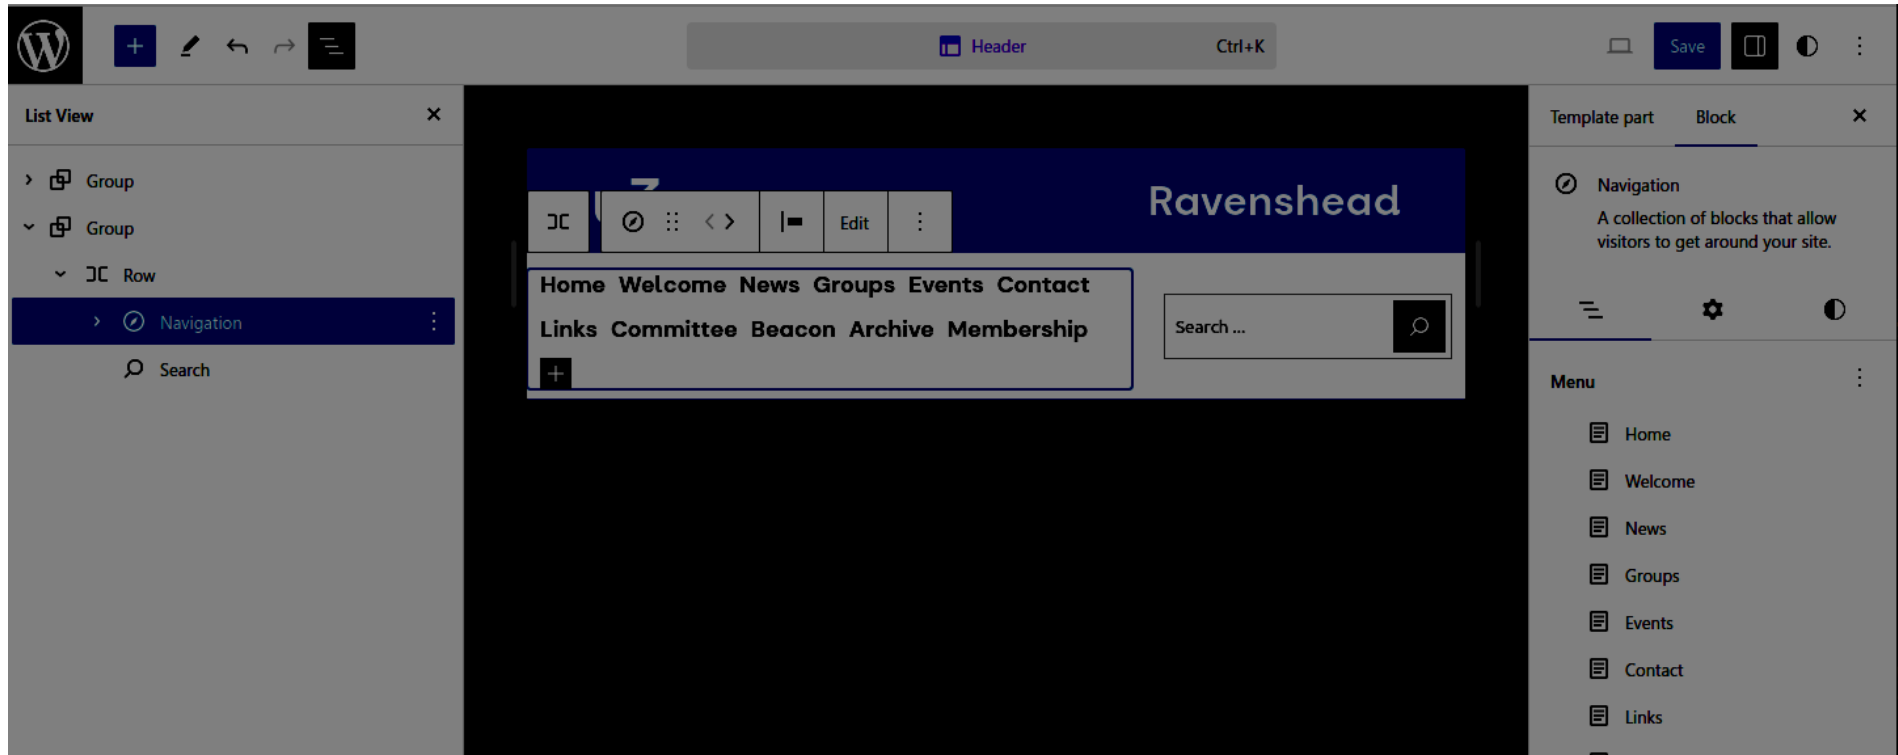 Header Ctrl+K
Save
List View
Group
Group
Row
Navigation
Search
Ravenshead
Edit
Home Welcome News Groups Events Contact
Links Committee Beacon Archive Membership
Search ...
Template part Block
Navigation
A collection of blocks that allow
visitors to get around your site.
Menu
Home
Welcome
News
Groups
Events
Contact
Links